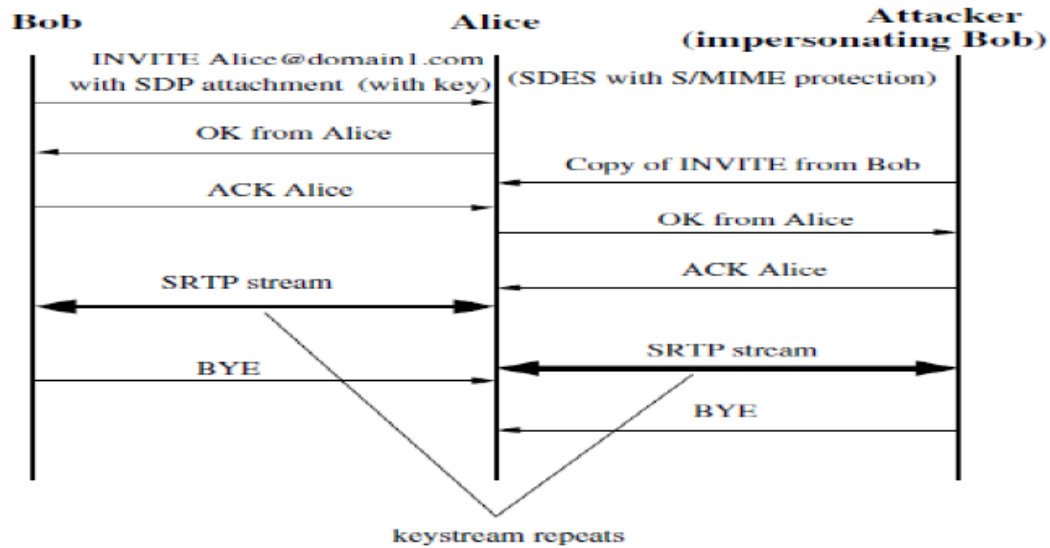 Bob
Alice
Attacker
(impersonating Bob)
INVITE Alice@domain1.com
with SDP attachment (with key)
(SDES with S/MIME protection)
OK from Alice
Copy of INVITE from Bob
ACK Alice
OK from Alice
ACK Alice
SRTP stream
SRTP stream
BYE
BYE
keystream repeats